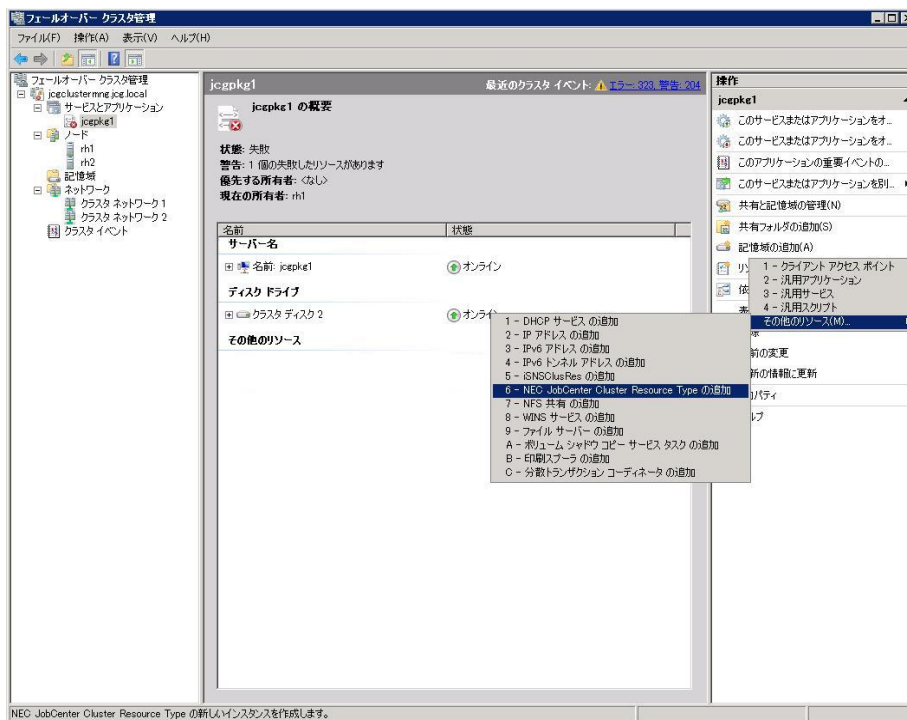 フェールオーバー クラスタ管理
ファイル(F) 操作(A) 表示(V) ヘルプ(H)
フェールオーバー クラスタ管理
jcgclustermng.jcg.local
サービスとアプリケーション
jcgpkg1
ノード
rh1
rh2
記憶域
ネットワーク
クラスタ ネットワーク 1
クラスタ ネットワーク 2
クラスタ イベント
jcgpkg1 最近のクラスタ イベント: エラー: 323, 警告: 204
jcgpkg1 の概要
状態: 失敗
警告: 1 個の失敗したリソースがあります
優先する所有者: <なし>
現在の所有者: rh1
名前 状態
サーバー名
名前: jcgpkg1 オンライン
ディスク ドライブ
クラスタ ディスク 2 オンライ
その他のリソース
1 - DHCP サービス の追加
2 - IP アドレス の追加
3 - IPv6 アドレス の追加
4 - IPv6 トンネル アドレス の追加
5 - iSNSClusRes の追加
6 - NEC JobCenter Cluster Resource Type の追加
7 - NFS 共有 の追加
8 - WINS サービス の追加
9 - ファイル サーバー の追加
A - ボリューム シャドウ コピー サービス タスク の追加
B - 印刷スプーラ の追加
C - 分散トランザクション コーディネータ の追加
操作
jcgpkg1
このサービスまたはアプリケーションをオ...
このサービスまたはアプリケーションをオ...
このアプリケーションの重要イベントの...
このサービスまたはアプリケーションを別...
共有と記憶域の管理(N)
共有フォルダの追加(S)
記憶域の追加(A)
リ
依
1 - クライアント アクセス ポイント
2 - 汎用アプリケーション
3 - 汎用サービス
4 - 汎用スクリプト
その他のリソース(M)...
前の変更
新の情報に更新
パティ
ルプ
NEC JobCenter Cluster Resource Type の新しいインスタンスを作成します。